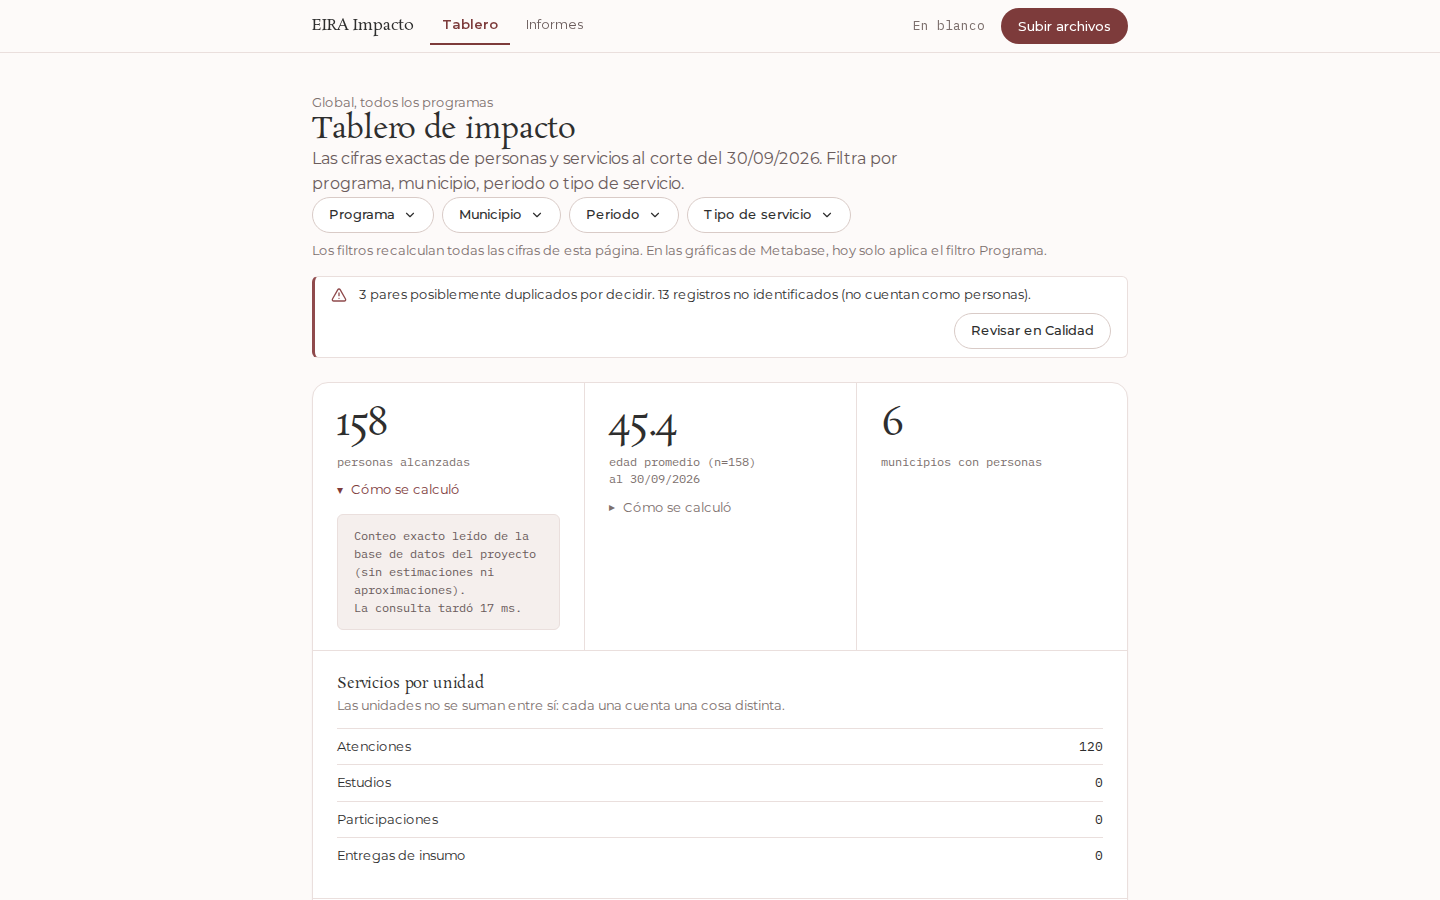 EIRA Impacto
Tablero
Informes
En blanco
Subir archivos
Global, todos los programas
Tablero de impacto
Las cifras exactas de personas y servicios al corte del 30/09/2026. Filtra por
programa, municipio, periodo o tipo de servicio.
Programa
Municipio
Periodo
Tipo de servicio
Los filtros recalculan todas las cifras de esta página. En las gráficas de Metabase, hoy solo aplica el filtro Programa.
3 pares posiblemente duplicados por decidir. 13 registros no identificados (no cuentan como personas).
Revisar en Calidad
158
personas alcanzadas
Cómo se calculó
Conteo exacto leído de la
base de datos del proyecto
(sin estimaciones ni
aproximaciones).
La consulta tardó 17 ms.
45.4
edad promedio (n=158)
al 30/09/2026
Cómo se calculó
6
municipios con personas
Servicios por unidad
Las unidades no se suman entre sí: cada una cuenta una cosa distinta.
Atenciones 120
Estudios 0
Participaciones 0
Entregas de insumo 0